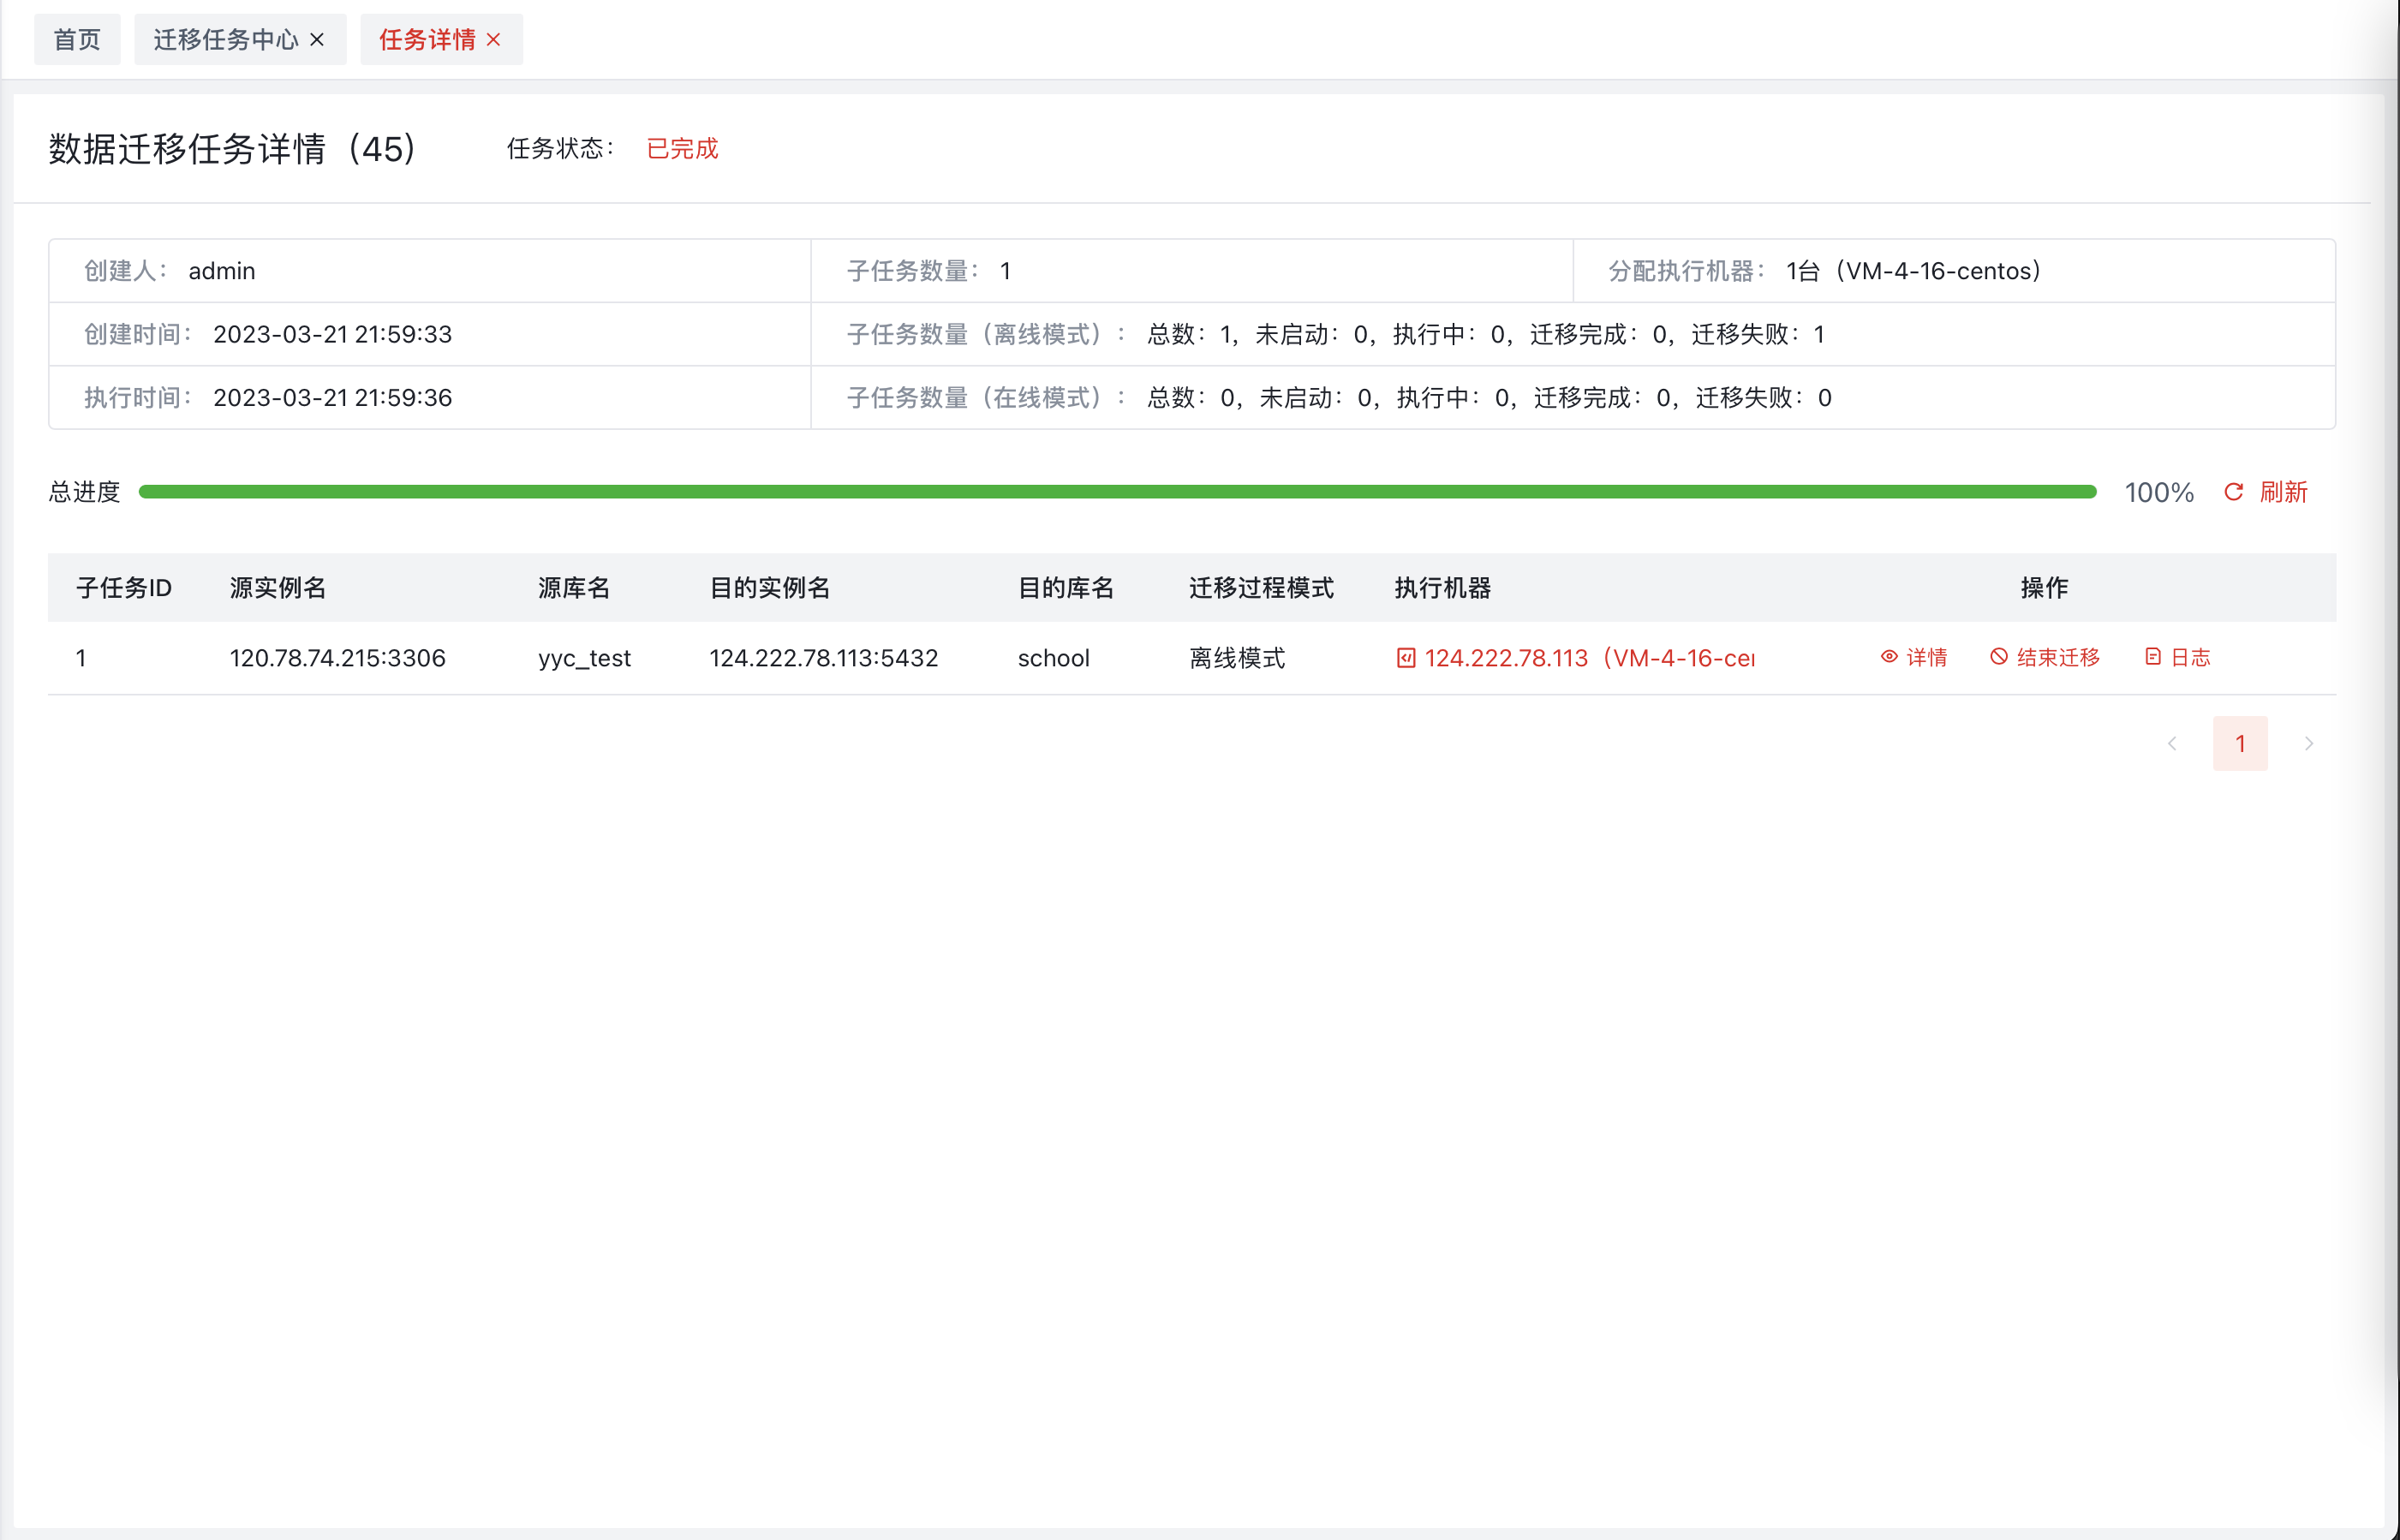 首页 迁移任务中心 × 任务详情 ×
数据迁移任务详情（45） 任务状态： 已完成
创建人： admin 子任务数量： 1 分配执行机器： 1台（VM-4-16-centos）
创建时间： 2023-03-21 21:59:33 子任务数量（离线模式）： 总数：1，未启动：0，执行中：0，迁移完成：0，迁移失败：1
执行时间： 2023-03-21 21:59:36 子任务数量（在线模式）： 总数：0，未启动：0，执行中：0，迁移完成：0，迁移失败：0
总进度 100% 刷新
子任务ID 源实例名 源库名 目的实例名 目的库名 迁移过程模式 执行机器 操作
1 120.78.74.215:3306 yyc_test 124.222.78.113:5432 school 离线模式 124.222.78.113（VM-4-16-cer 详情 结束迁移 日志
1